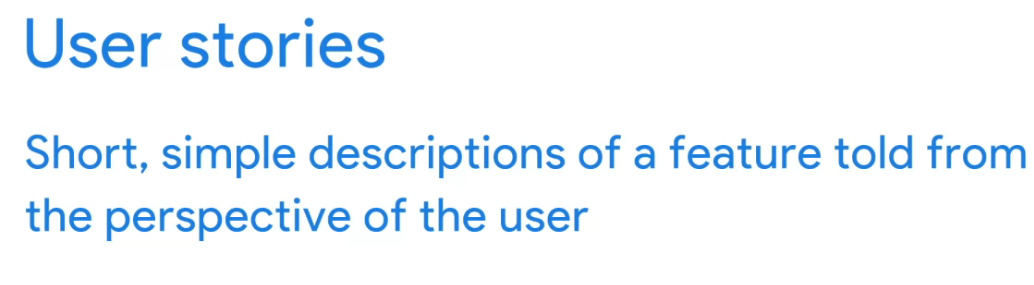 User stories
Short, simple descriptions of a feature told from
the perspective of the user